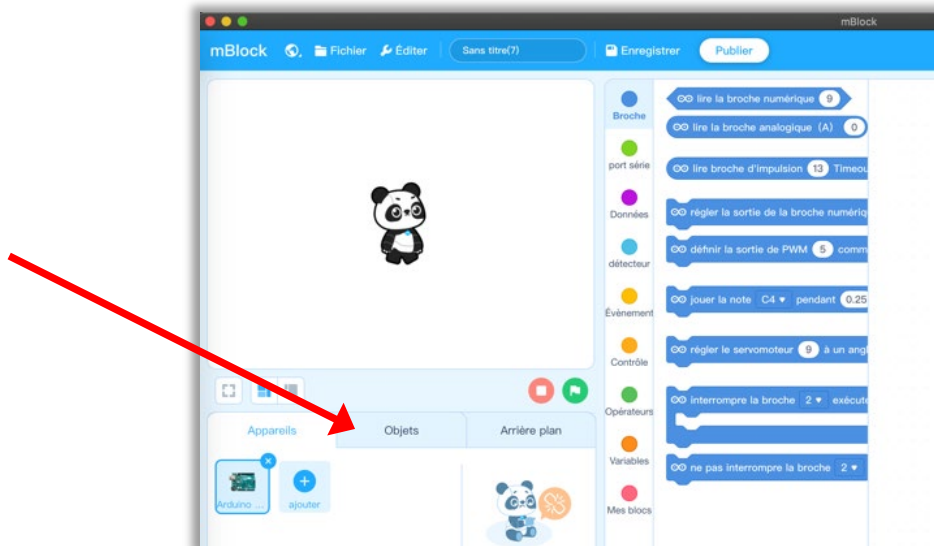 mBlock
mBlock Fichier Éditer Sans titre(7) Enregistrer Publier
Broche
port série
Données
détecteur
Évènement
Contrôle
Opérateurs
Variables
Mes blocs
lire la broche numérique 9
lire la broche analogique (A) 0
lire broche d'impulsion 13 Timeou
régler la sortie de la broche numériq
définir la sortie de PWM 5 comm
jouer la note C4 pendant 0.25
régler le servomoteur 9 à un angl
interrompre la broche 2 exécute
ne pas interrompre la broche 2
Appareils Objets Arrière plan
Arduino ... ajouter